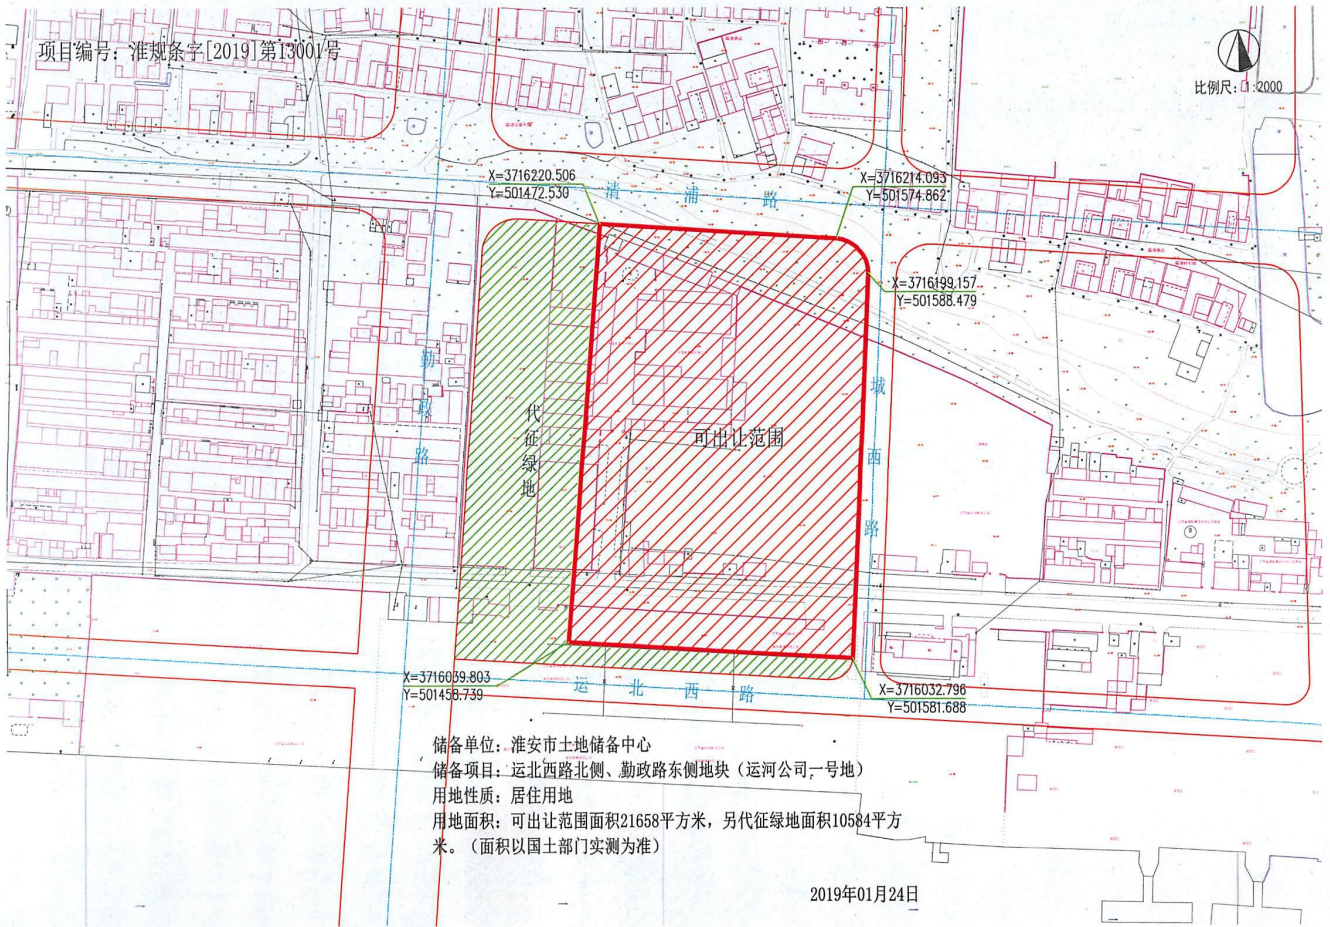 项目编号：淮规条字[2019]第13001号
比例尺：1:2000
X=3716220.506
Y=501472.530
X=3716214.093
Y=501574.862
清浦路
X=3716199.157
Y=501588.479
勤政路
城西路
代征绿地
可出让范围
X=3716039.803
Y=501458.739
运北西路
X=3716032.796
Y=501581.688
储备单位：淮安市土地储备中心
储备项目：运北西路北侧、勤政路东侧地块（运河公司一号地）
用地性质：居住用地
用地面积：可出让范围面积21658平方米，另代征绿地面积10584平方
米。（面积以国土部门实测为准）
2019年01月24日